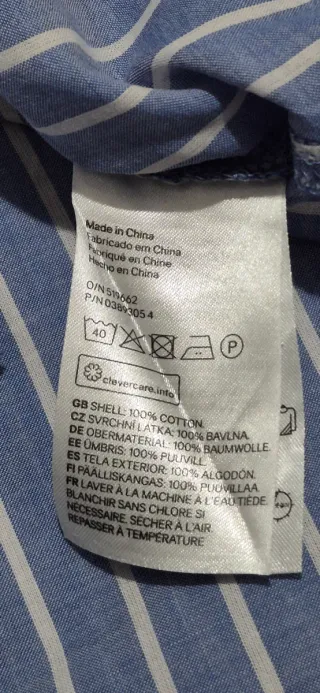 Made in China
Fabricado em China
Fabriqué en Chine
Hecho en China
O/N 519662
P/N 0389305 4
40
P
clevercare.info
GB SHELL: 100% COTTON.
CZ SVRCHNÍ LÁTKA: 100% BAVLNA.
DE OBERMATERIAL: 100% BAUMWOLLE.
EE ÜMBRIS: 100% PUUVILL.
ES TELA EXTERIOR: 100% ALGODÓN.
FI PÄÄLLISKANGAS: 100% PUUVILLAA.
FR LAVER À LA MACHINE À L'EAU TIÈDE.
BLANCHIR SANS CHLORE SI
NÉCESSAIRE. SÉCHER À L'AIR.
REPASSER À TEMPÉRATURE